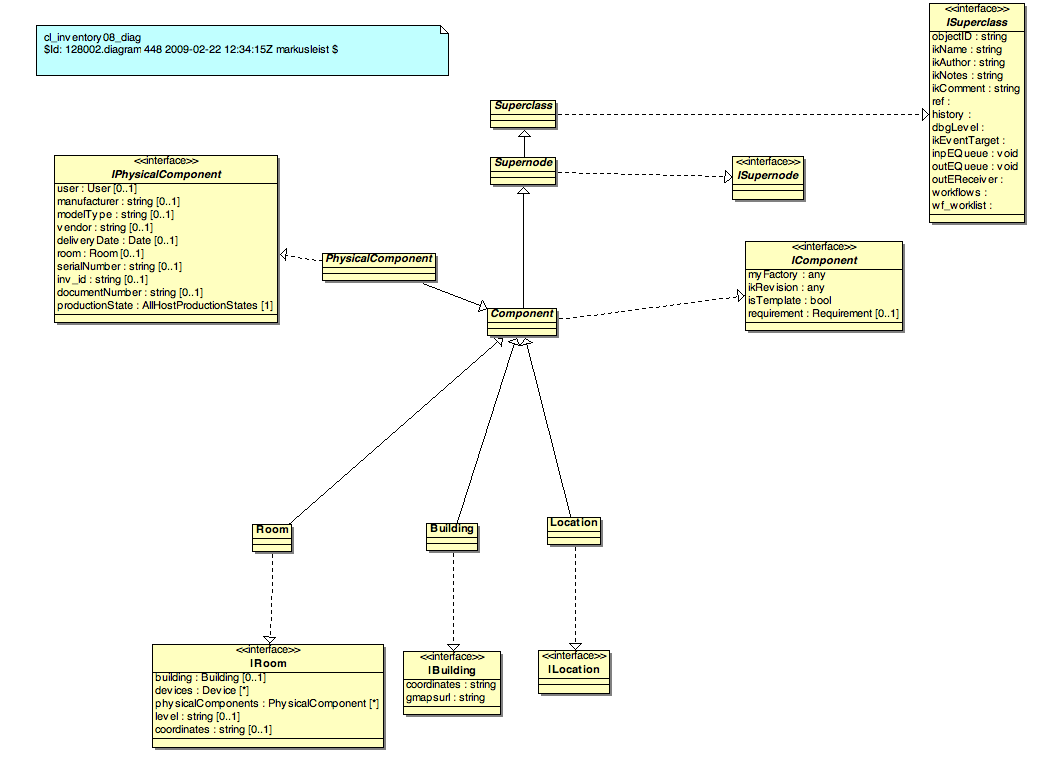 cl_inventory08_diag
$Id: 128002.diagram 448 2009-02-22 12:34:15Z markusleist $
<<interface>>
ISuperclass
objectID : string
ikName : string
ikAuthor : string
ikNotes : string
ikComment : string
ref :
history :
dbgLevel :
ikEventTarget :
inpEQueue : void
outEQueue : void
outEReceiver :
workflows :
wf_worklist :
Superclass
Supernode
<<interface>>
ISupernode
<<interface>>
IPhysicalComponent
user : User [0..1]
manufacturer : string [0..1]
modelType : string [0..1]
vendor : string [0..1]
deliveryDate : Date [0..1]
room : Room [0..1]
serialNumber : string [0..1]
inv_id : string [0..1]
documentNumber : string [0..1]
productionState : AllHostProductionStates [1]
PhysicalComponent
<<interface>>
IComponent
myFactory : any
ikRevision : any
isTemplate : bool
requirement : Requirement [0..1]
Component
Room
Building
Location
<<interface>>
IRoom
building : Building [0..1]
devices : Device [*]
physicalComponents : PhysicalComponent [*]
level : string [0..1]
coordinates : string [0..1]
<<interface>>
IBuilding
coordinates : string
gmapsurl : string
<<interface>>
ILocation